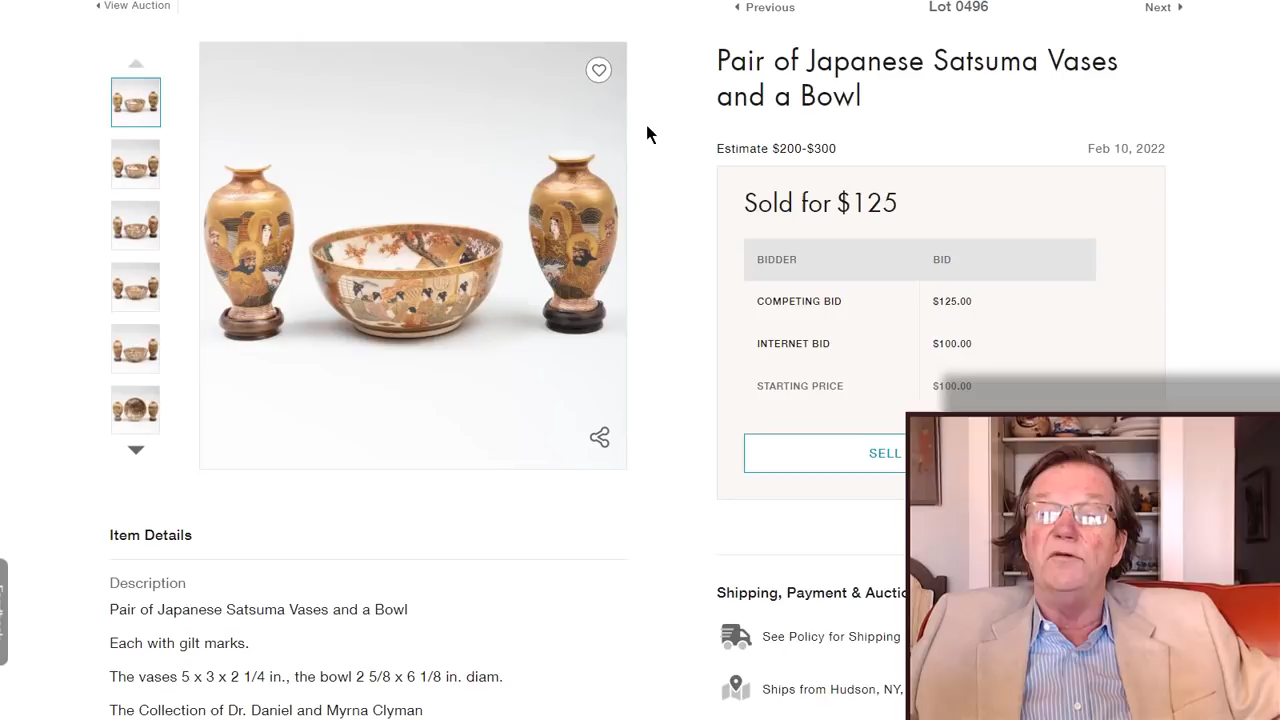 View Auction
Previous
Lot 0496
Next
Pair of Japanese Satsuma Vases
and a Bowl
Estimate $200-$300
Feb 10, 2022
Sold for $125
BIDDER BID
COMPETING BID $125.00
INTERNET BID $100.00
STARTING PRICE $100.00
SELL
Item Details
Description
Pair of Japanese Satsuma Vases and a Bowl
Each with gilt marks.
The vases 5 x 3 x 2 1/4 in., the bowl 2 5/8 x 6 1/8 in. diam.
The Collection of Dr. Daniel and Myrna Clyman
Shipping, Payment & Auctio
See Policy for Shipping
Ships from Hudson, NY,